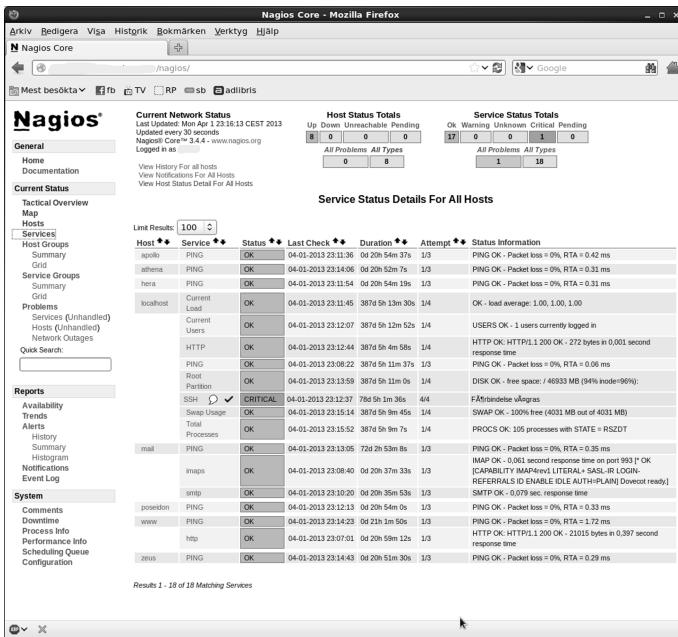 Nagios Core - Mozilla Firefox
Arkiv Redigera Visa Historik Bokmärken Verktyg Hjälp
N Nagios Core
/nagios/
Google
Mest besökta fb TV RP sb adlibris
Nagios®
General
Home
Documentation
Current Status
Tactical Overview
Map
Hosts
Services
Host Groups
Summary
Grid
Service Groups
Summary
Grid
Problems
Services (Unhandled)
Hosts (Unhandled)
Network Outages
Quick Search:
Reports
Availability
Trends
Alerts
History
Summary
Histogram
Notifications
Event Log
System
Comments
Downtime
Process Info
Performance Info
Scheduling Queue
Configuration
Current Network Status
Last Updated: Mon Apr 1 23:16:13 CEST 2013
Updated every 30 seconds
Nagios® Core™ 3.4.4 - www.nagios.org
Logged in as
View History For all hosts
View Notifications For All Hosts
View Host Status Detail For All Hosts
Host Status Totals
Up Down Unreachable Pending
8 0 0 0
All Problems All Types
0 8
Service Status Totals
Ok Warning Unknown Critical Pending
17 0 0 1 0
All Problems All Types
1 18
Service Status Details For All Hosts
Limit Results: 100
Host Service Status Last Check Duration Attempt Status Information
apollo PING OK 04-01-2013 23:11:36 0d 20h 54m 37s 1/3 PING OK - Packet loss = 0%, RTA = 0.42 ms
athena PING OK 04-01-2013 23:14:06 0d 20h 52m 7s 1/3 PING OK - Packet loss = 0%, RTA = 0.31 ms
hera PING OK 04-01-2013 23:11:54 0d 20h 54m 19s 1/3 PING OK - Packet loss = 0%, RTA = 0.31 ms
localhost Current Load OK 04-01-2013 23:11:45 387d 5h 13m 30s 1/4 OK - load average: 1.00, 1.00, 1.00
Current Users OK 04-01-2013 23:12:07 387d 5h 12m 52s 1/4 USERS OK - 1 users currently logged in
HTTP OK 04-01-2013 23:12:44 387d 5h 4m 58s 1/4 HTTP OK: HTTP/1.1 200 OK - 272 bytes in 0,001 second response time
PING OK 04-01-2013 23:08:22 387d 5h 11m 37s 1/4 PING OK - Packet loss = 0%, RTA = 0.06 ms
Root Partition OK 04-01-2013 23:13:59 387d 5h 11m 0s 1/4 DISK OK - free space: / 46933 MB (94% inode=96%):
SSH CRITICAL 04-01-2013 23:12:37 78d 5h 1m 36s 4/4 FÃ¶rbindelse vÃ¤gras
Swap Usage OK 04-01-2013 23:15:14 387d 5h 9m 45s 1/4 SWAP OK - 100% free (4031 MB out of 4031 MB)
Total Processes OK 04-01-2013 23:15:52 387d 5h 9m 7s 1/4 PROCS OK: 105 processes with STATE = RSZDT
mail PING OK 04-01-2013 23:13:05 72d 2h 53m 8s 1/3 PING OK - Packet loss = 0%, RTA = 0.35 ms
imaps OK 04-01-2013 23:08:40 0d 20h 37m 33s 1/3 IMAP OK - 0,061 second response time on port 993 [* OK [CAPABILITY IMAP4rev1 LITERAL+ SASL-IR LOGIN-REFERRALS ID ENABLE IDLE AUTH=PLAIN] Dovecot ready.]
smtp OK 04-01-2013 23:10:20 0d 20h 35m 53s 1/3 SMTP OK - 0,079 sec. response time
poseidon PING OK 04-01-2013 23:12:13 0d 20h 54m 0s 1/3 PING OK - Packet loss = 0%, RTA = 0.33 ms
www PING OK 04-01-2013 23:14:23 0d 21h 1m 50s 1/3 PING OK - Packet loss = 0%, RTA = 1.72 ms
http OK 04-01-2013 23:07:01 0d 20h 59m 12s 1/3 HTTP OK: HTTP/1.1 200 OK - 21015 bytes in 0,397 second response time
zeus PING OK 04-01-2013 23:14:43 0d 20h 51m 30s 1/3 PING OK - Packet loss = 0%, RTA = 0.29 ms
Results 1 - 18 of 18 Matching Services